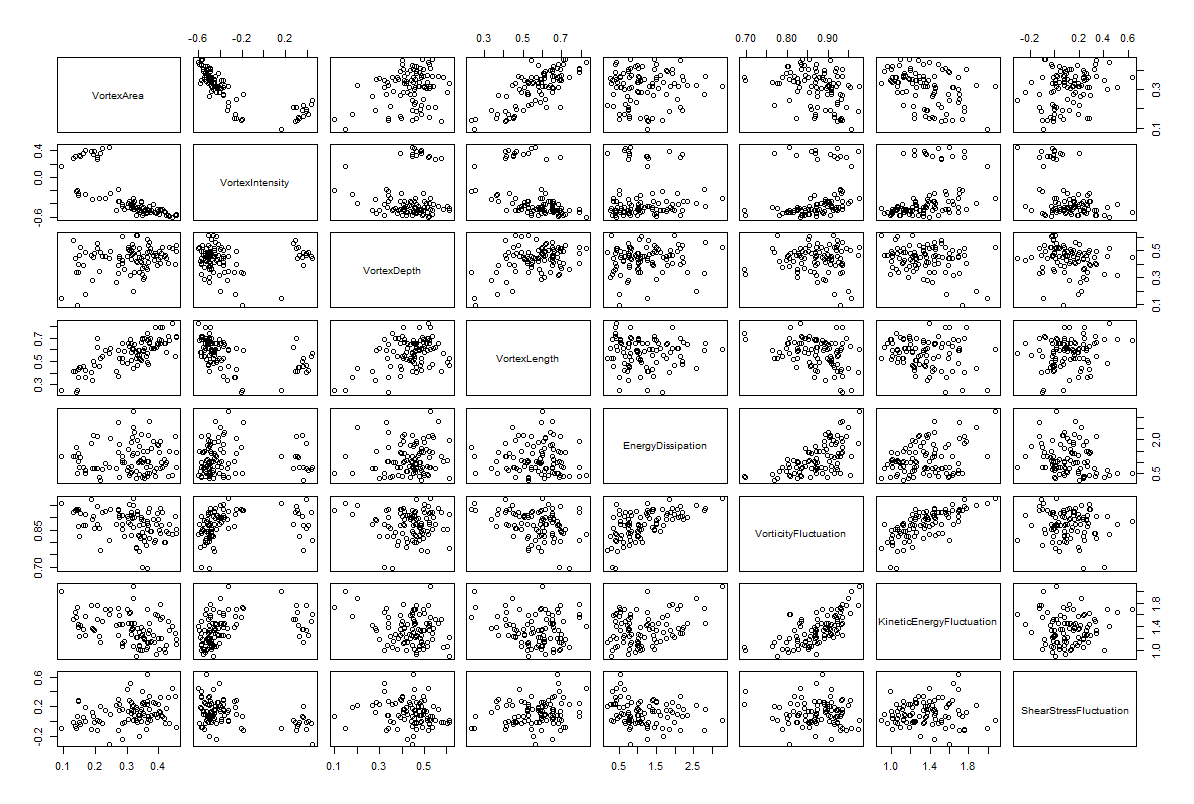 -0.6 -0.2 0.2
0.3 0.5 0.7
0.70 0.80 0.90
-0.2 0.2 0.4 0.6
VortexArea
0.1 0.3
-0.6 0.0 0.4
VortexIntensity
VortexDepth
0.1 0.3 0.5
0.3 0.5 0.7
VortexLength
EnergyDissipation
0.5 2.0
0.70 0.85
VorticityFluctuation
KineticEnergyFluctuation
1.0 1.4 1.8
-0.2 0.2 0.6
ShearStressFluctuation
0.1 0.2 0.3 0.4
0.1 0.3 0.5
0.5 1.5 2.5
1.0 1.4 1.8